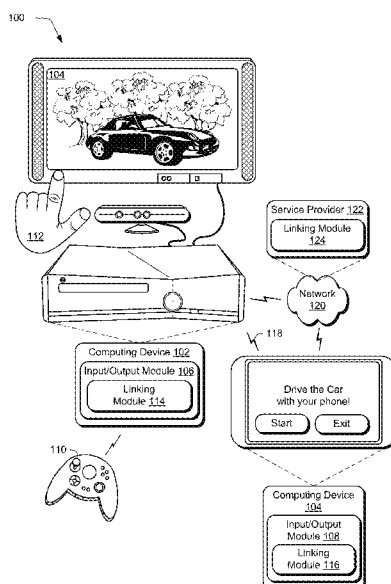 100
104
112
Service Provider 122
Linking Module
124
Network
120
118
Computing Device 102
Input/Output Module 106
Linking
Module 114
Drive the Car
with your phone!
Start
Exit
110
Computing Device
104
Input/Output
Module 108
Linking
Module 116